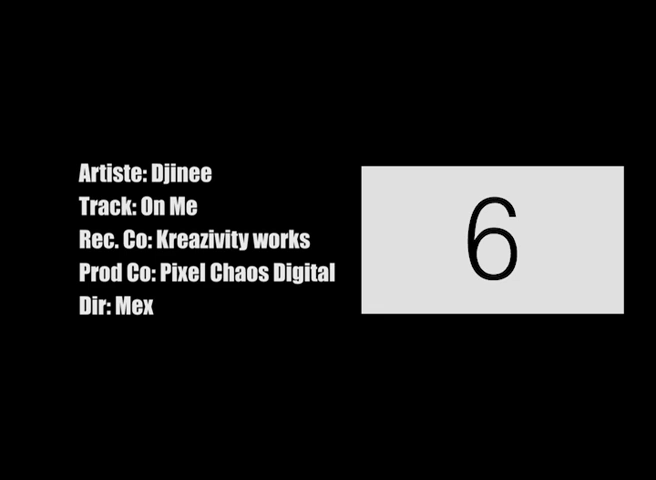 Artiste: Djinee
Track: On Me
Rec. Co: Kreazivity works
Prod Co: Pixel Chaos Digital
Dir: Mex
6